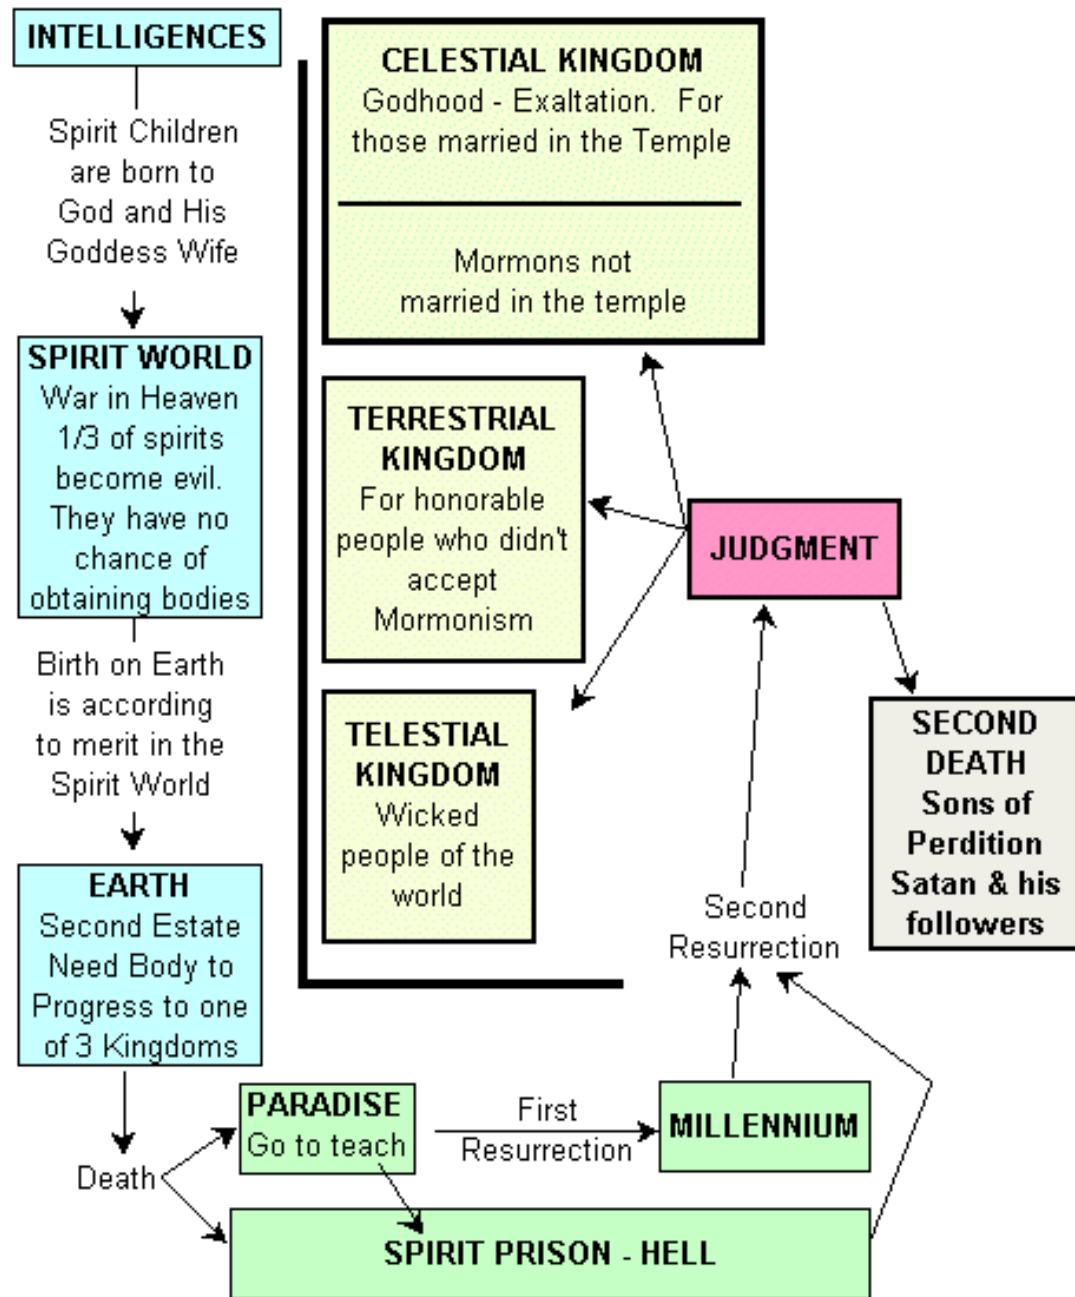 INTELLIGENCES
Spirit Children
are born to
God and His
Goddess Wife
SPIRIT WORLD
War in Heaven
1/3 of spirits
become evil.
They have no
chance of
obtaining bodies
Birth on Earth
is according
to merit in the
Spirit World
EARTH
Second Estate
Need Body to
Progress to one
of 3 Kingdoms
Death
PARADISE
Go to teach
First
Resurrection
MILLENNIUM
SPIRIT PRISON - HELL
Second
Resurrection
JUDGMENT
CELESTIAL KINGDOM
Godhood - Exaltation. For
those married in the Temple
Mormons not
married in the temple
TERRESTRIAL
KINGDOM
For honorable
people who didn't
accept
Mormonism
TELESTIAL
KINGDOM
Wicked
people of the
world
SECOND
DEATH
Sons of
Perdition
Satan & his
followers